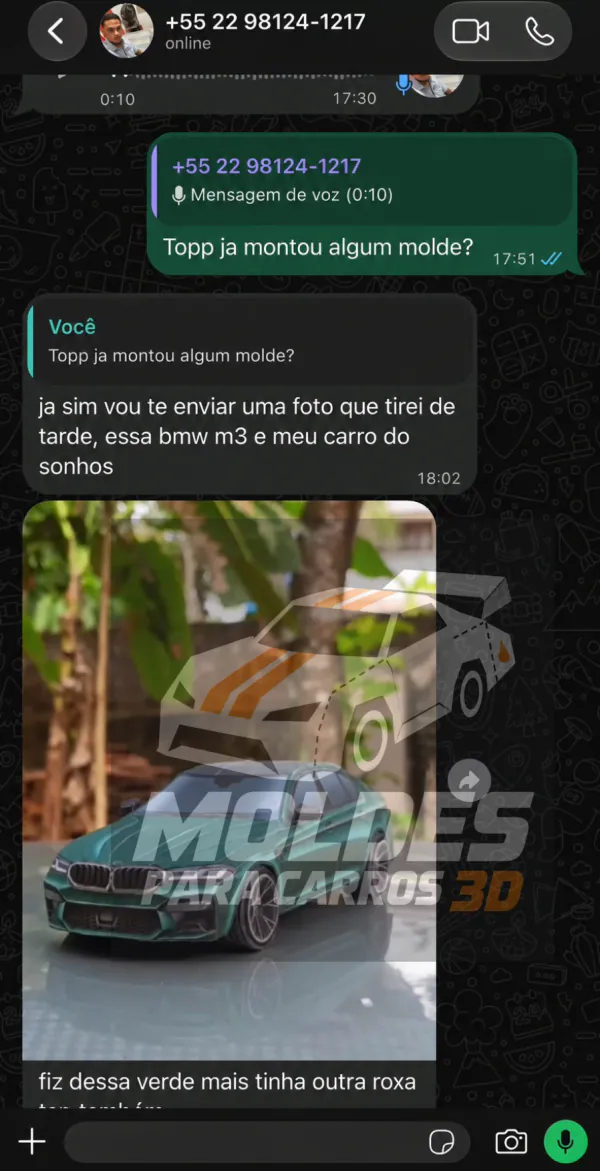 +55 22 98124-1217
online
0:10
17:30
+55 22 98124-1217
Mensagem de voz (0:10)
Topp ja montou algum molde?
17:51
Você
Topp ja montou algum molde?
ja sim vou te enviar uma foto que tirei de
tarde, essa bmw m3 e meu carro do
sonhos
18:02
MOLDES
PARA CARROS 3D
fiz dessa verde mais tinha outra roxa